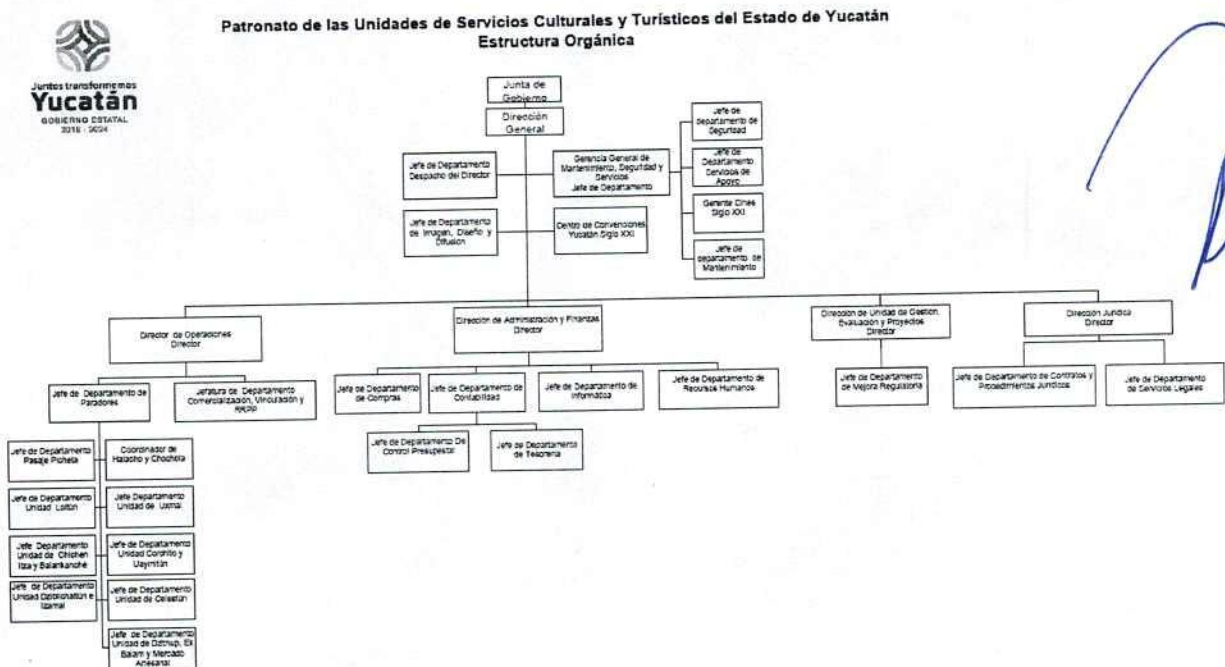 Patronato de las Unidades de Servicios Culturales y Turísticos del Estado de Yucatán
Estructura Orgánica
Juntos transformemos
Yucatán
GOBIERNO ESTATAL
2018 - 2024
Junta de
Gobierno
Dirección
General
Jefe de Departamento
Despacho del Director
Gerencia General de
Mantenimiento, Seguridad y
Servicios
Jefe de Departamento
Jefe de
departamento de
Seguridad
Jefe de
Departamento
Servicios de
Apoyo
Gerente Cines
Siglo XXI
Jefe de
departamento de
Mantenimiento
Jefe de Departamento
de Imagen, Diseño y
Difusión
Centro de Convenciones
Yucatán Siglo XXI
Director de Operaciones
Director
Dirección de Administración y Finanzas
Director
Dirección de Unidad de Gestión,
Evaluación y Proyectos
Director
Dirección Jurídica
Director
Jefe de Departamento de
Paradores
Jefatura de Departamento
Comercialización, Vinculación y
RRPP
Jefe de Departamento
de Compras
Jefe de Departamento de
Contabilidad
Jefe de Departamento de
Informática
Jefe de Departamento de
Recursos Humanos
Jefe de Departamento
de Mejora Regulatoria
Jefe de Departamento de Contratos y
Procedimientos Jurídicos
Jefe de Departamento
de Servicios Legales
Jefe de Departamento De
Control Presupestal
Jefe de Departamento
de Tesoreria
Jefe de Departamento
Pasaje Picheta
Coordinador de
Halacho y Chochola
Jefe de Departamento
Unidad Loltún
Jefe Departamento
Unidad de Uxmal
Jefe Departamento
Unidad de Chichen
Itza y Balankanché
Jefe de Departamento
Unidad Corchito y
Uaymitún
Jefe de Departamento
Unidad Dzibilchaltún e
Izamal
Jefe de Departamento
Unidad de Celestún
Jefe de Departamento
Unidad de Dzitnup, Ek
Balam y Mercado
Artesanal